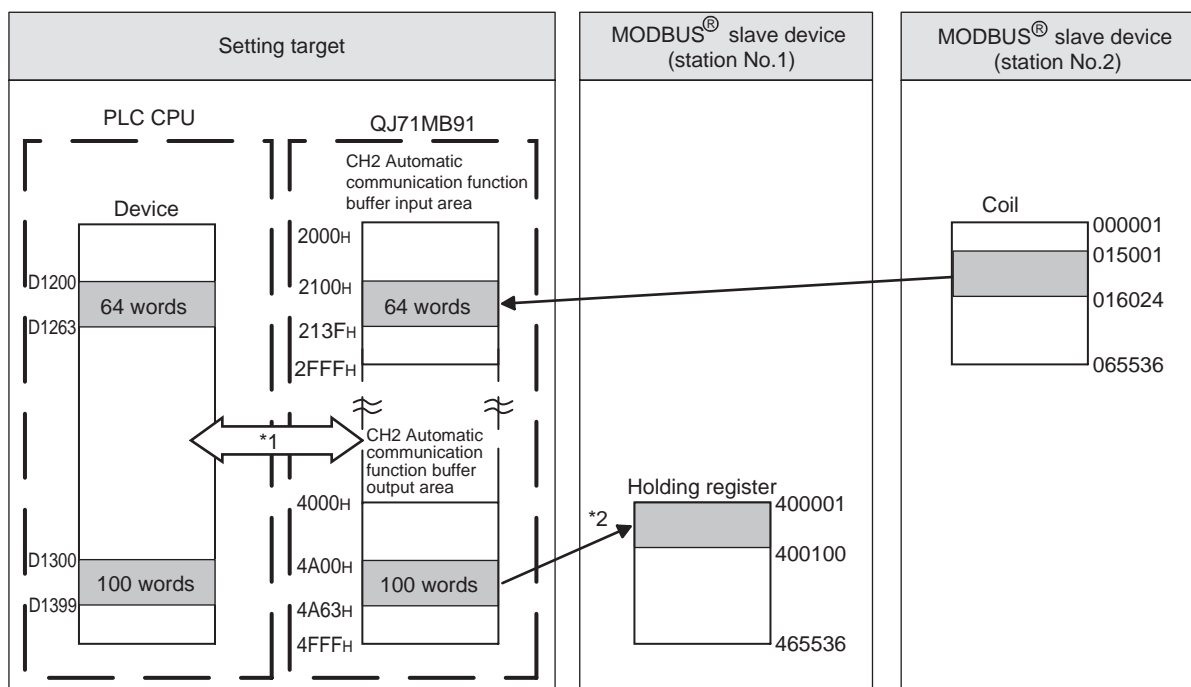 Setting target
PLC CPU
QJ71MB91
Device
D1200
64 words
D1263
*1
D1300
100 words
D1399
CH2 Automatic
communication function
buffer input area
2000H
2100H
64 words
213FH
2FFFH
CH2 Automatic
communication
function buffer
output area
4000H
4A00H
100 words
4A63H
4FFFH
MODBUS® slave device
(station No.1)
*2
Holding register
400001
400100
465536
MODBUS® slave device
(station No.2)
Coil
000001
015001
016024
065536